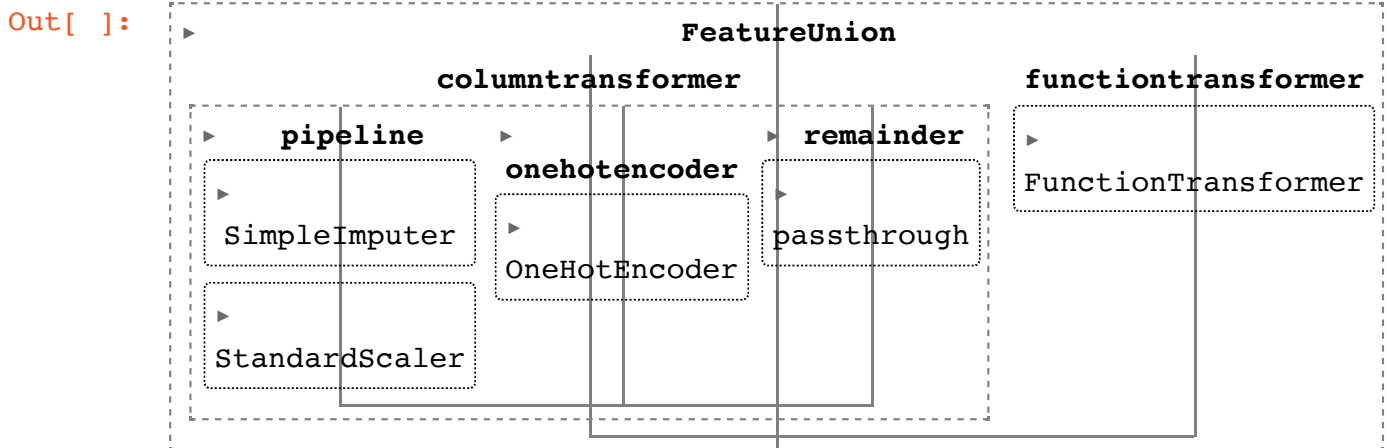 Out[ ]:
▸ FeatureUnion
columntransformer functiontransformer
▸ pipeline ▸ ▸ remainder
onehotencoder
▸ ▸ ▸
FunctionTransformer
SimpleImputer ▸ passthrough
OneHotEncoder
▸
StandardScaler